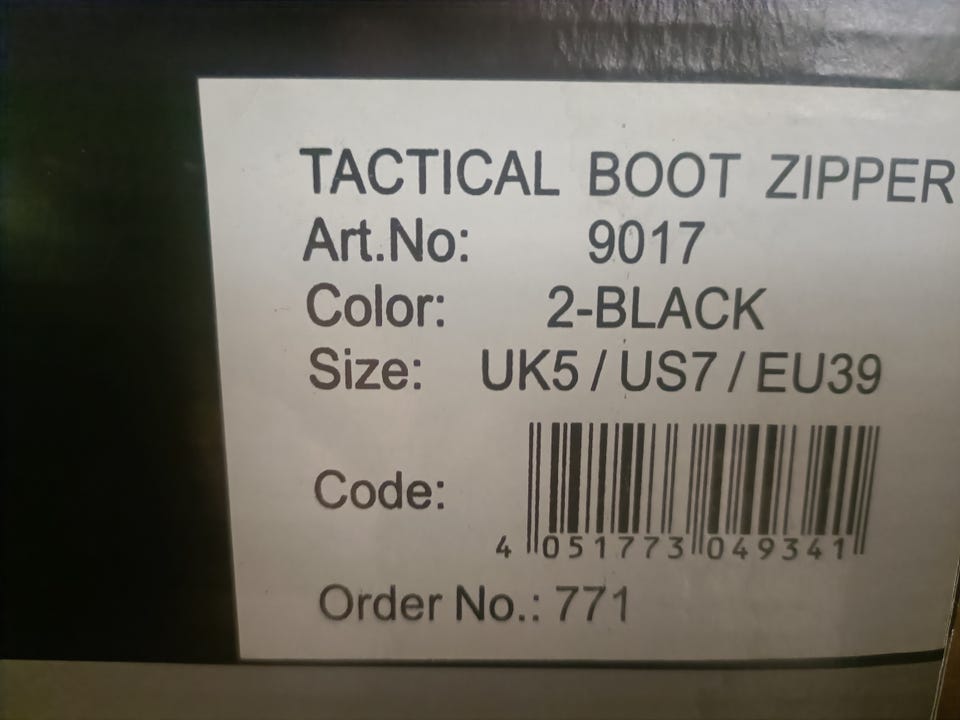 TACTICAL BOOT ZIPPER
Art.No: 9017
Color: 2-BLACK
Size: UK5 / US7 / EU39
Code:
4 051773 049341
Order No.: 771